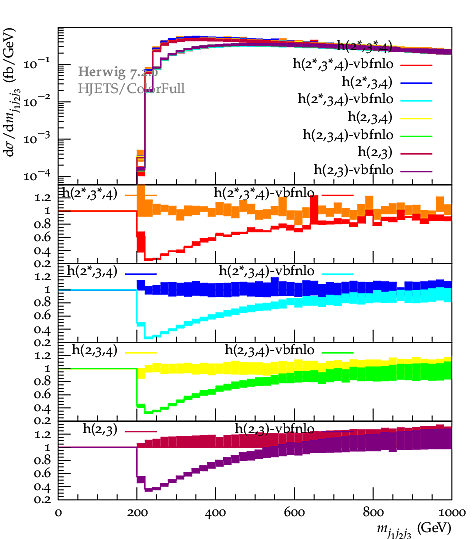 dσ/dm_{j1j2j3} (fb/GeV)
10^{-1}
10^{-2}
10^{-3}
10^{-4}
HJETS/ColorFull
h(2*,3*,4)
h(2*,3*,4)-vbfnlo
h(2*,3,4)
h(2*,3,4)-vbfnlo
h(2,3,4)
h(2,3,4)-vbfnlo
h(2,3)
h(2,3)-vbfnlo
h(2*,3*,4) h(2*,3*,4)-vbfnlo
1.2
1
0.8
0.6
0.4
0.2
h(2*,3,4) h(2*,3,4)-vbfnlo
1.2
1
0.8
0.6
0.4
0.2
h(2,3,4) h(2,3,4)-vbfnlo
1.2
1
0.8
0.6
0.4
0.2
h(2,3) h(2,3)-vbfnlo
1.2
1
0.8
0.6
0.4
0.2
0 200 400 600 800 1000
m_{j1j2j3} (GeV)